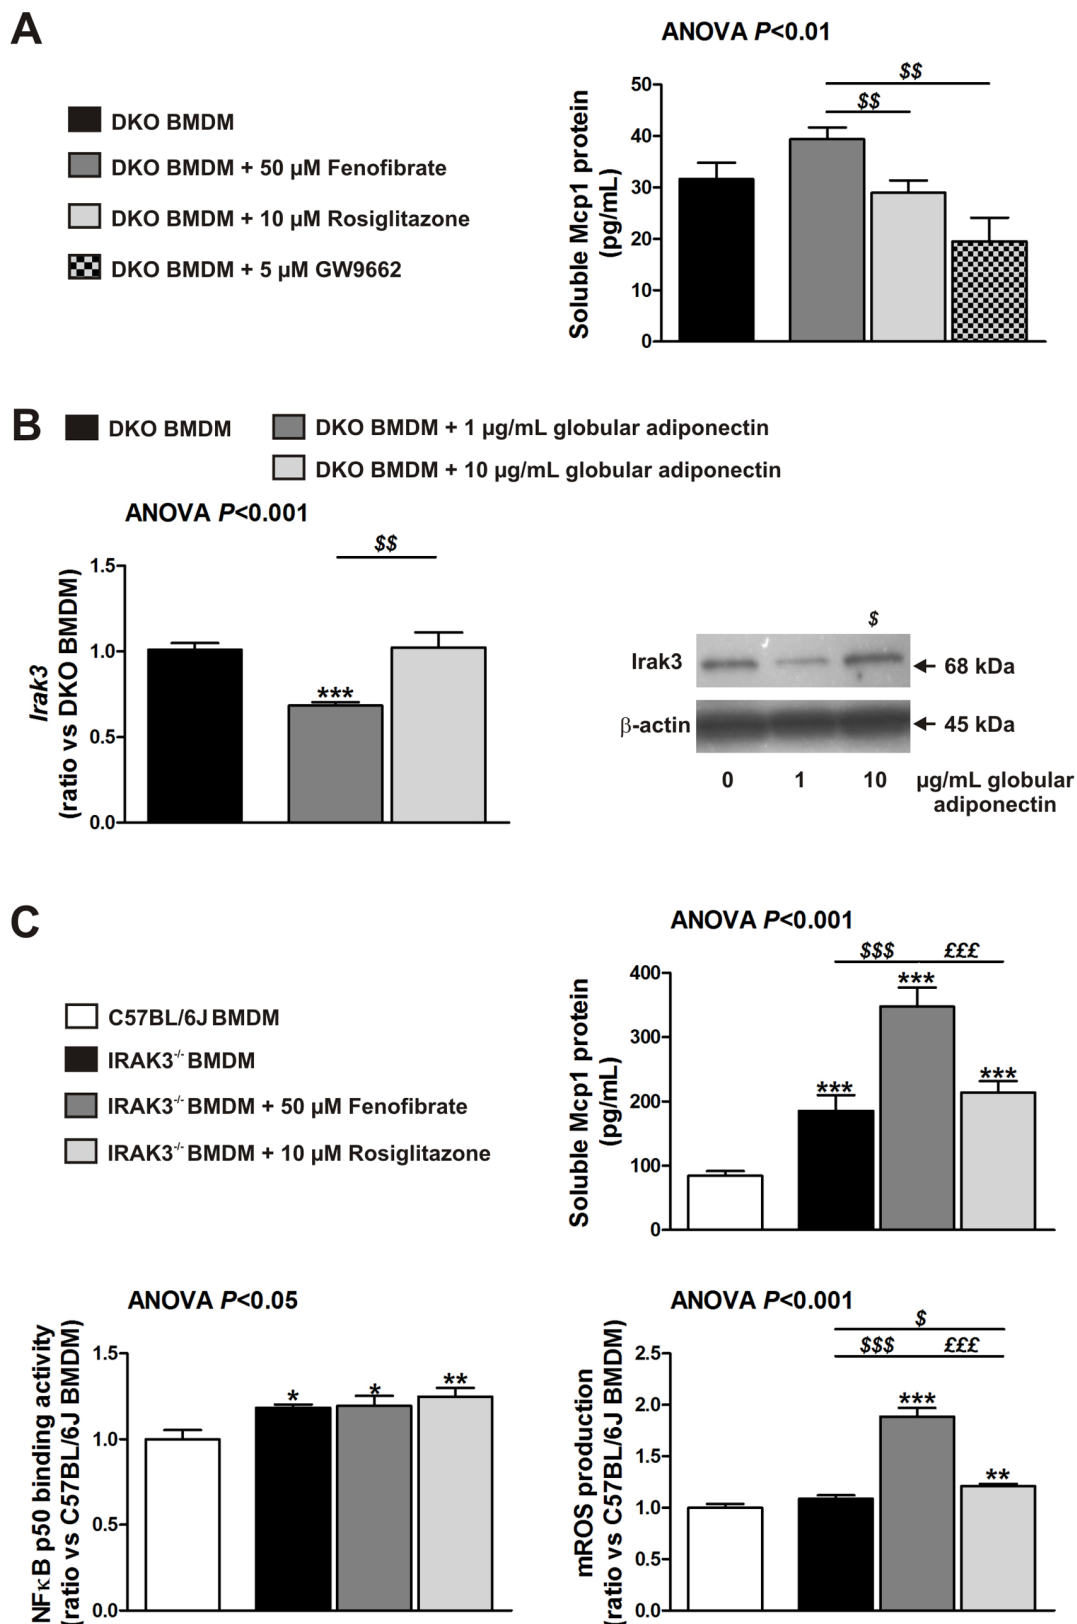 A
ANOVA P<0.01
DKO BMDM
DKO BMDM + 50 µM Fenofibrate
DKO BMDM + 10 µM Rosiglitazone
DKO BMDM + 5 µM GW9662
Soluble Mcp1 protein
(pg/mL)
50
40
30
20
10
0
$$
$$
B
DKO BMDM
DKO BMDM + 1 µg/mL globular adiponectin
DKO BMDM + 10 µg/mL globular adiponectin
ANOVA P<0.001
Irak3
(ratio vs DKO BMDM)
1.5
1.0
0.5
0.0
$$
***
$
Irak3
68 kDa
β-actin
45 kDa
0 1 10 µg/mL globular
adiponectin
C
C57BL/6J BMDM
IRAK3-/- BMDM
IRAK3-/- BMDM + 50 µM Fenofibrate
IRAK3-/- BMDM + 10 µM Rosiglitazone
ANOVA P<0.001
Soluble Mcp1 protein
(pg/mL)
400
300
200
100
0
$$$ £££
***
***
***
ANOVA P<0.05
NFκB p50 binding activity
(ratio vs C57BL/6J BMDM)
1.5
1.0
0.5
0.0
* * **
ANOVA P<0.001
mROS production
(ratio vs C57BL/6J BMDM)
2.5
2.0
1.5
1.0
0.5
0.0
$
$$$ £££
***
**